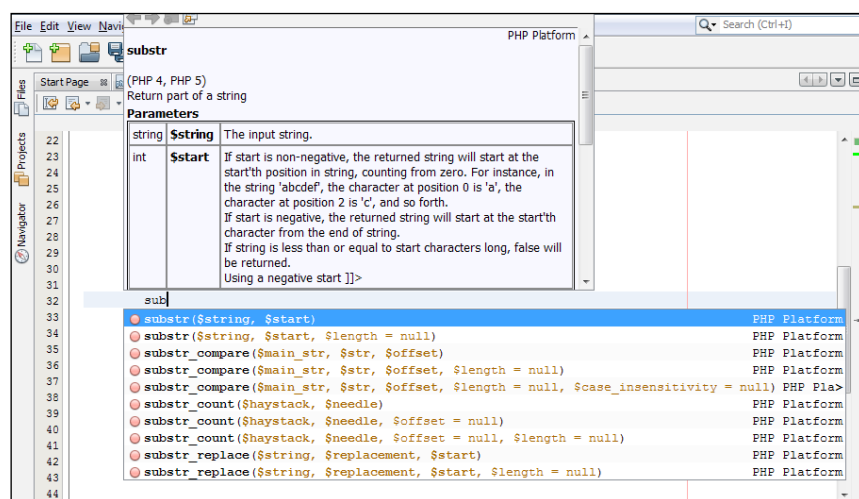 File Edit View Navi
Search (Ctrl+I)
PHP Platform
substr
(PHP 4, PHP 5)
Return part of a string
Parameters
string $string The input string.
int $start If start is non-negative, the returned string will start at the
start'th position in string, counting from zero. For instance, in
the string 'abcdef', the character at position 0 is 'a', the
character at position 2 is 'c', and so forth.
If start is negative, the returned string will start at the start'th
character from the end of string.
If string is less than or equal to start characters long, false will
be returned.
Using a negative start ]]>
Start Page
Files
Projects
Navigator
22
23
24
25
26
27
28
29
30
31
32 sub
33
34
35
36
37
38
39
40
41
42
43
44
substr($string, $start) PHP Platform
substr($string, $start, $length = null) PHP Platform
substr_compare($main_str, $str, $offset) PHP Platform
substr_compare($main_str, $str, $offset, $length = null) PHP Platform
substr_compare($main_str, $str, $offset, $length = null, $case_insensitivity = null) PHP Pla>
substr_count($haystack, $needle) PHP Platform
substr_count($haystack, $needle, $offset = null) PHP Platform
substr_count($haystack, $needle, $offset = null, $length = null) PHP Platform
substr_replace($string, $replacement, $start) PHP Platform
substr_replace($string, $replacement, $start, $length = null) PHP Platform